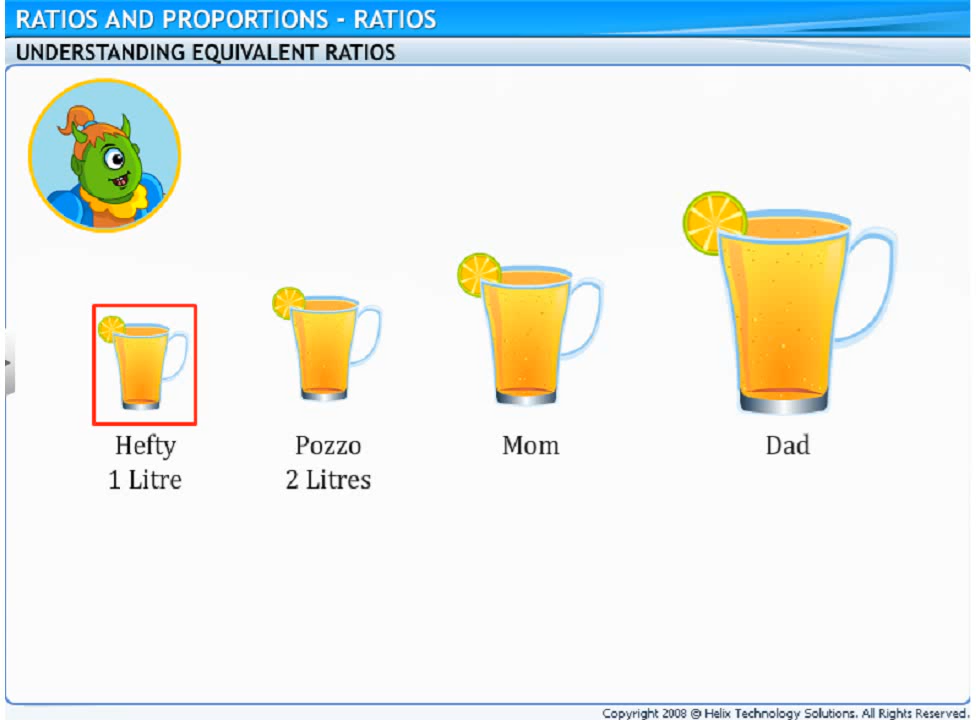 RATIOS AND PROPORTIONS - RATIOS
UNDERSTANDING EQUIVALENT RATIOS
Hefty Pozzo Mom Dad
1 Litre 2 Litres
Copyright 2008 @ Helix Technology Solutions. All Rights Reserved.